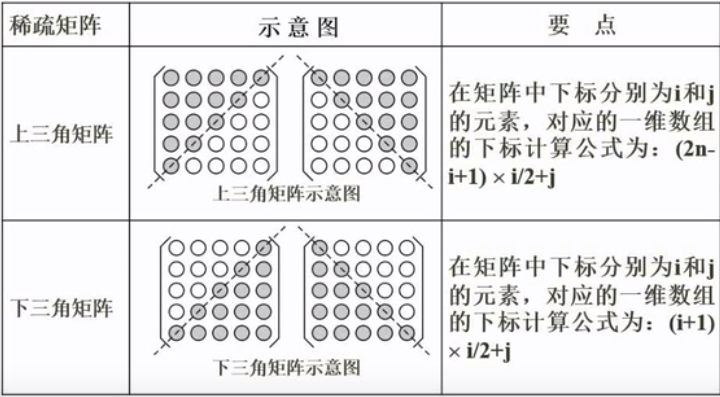 稀疏矩阵
示意图
要 点
上三角矩阵
上三角矩阵示意图
在矩阵中下标分别为i和j
的元素，对应的一维数组
的下标计算公式为：(2n-
i+1) × i/2+j
下三角矩阵
下三角矩阵示意图
在矩阵中下标分别为i和j
的元素，对应的一维数组
的下标计算公式为：(i+1)
× i/2+j